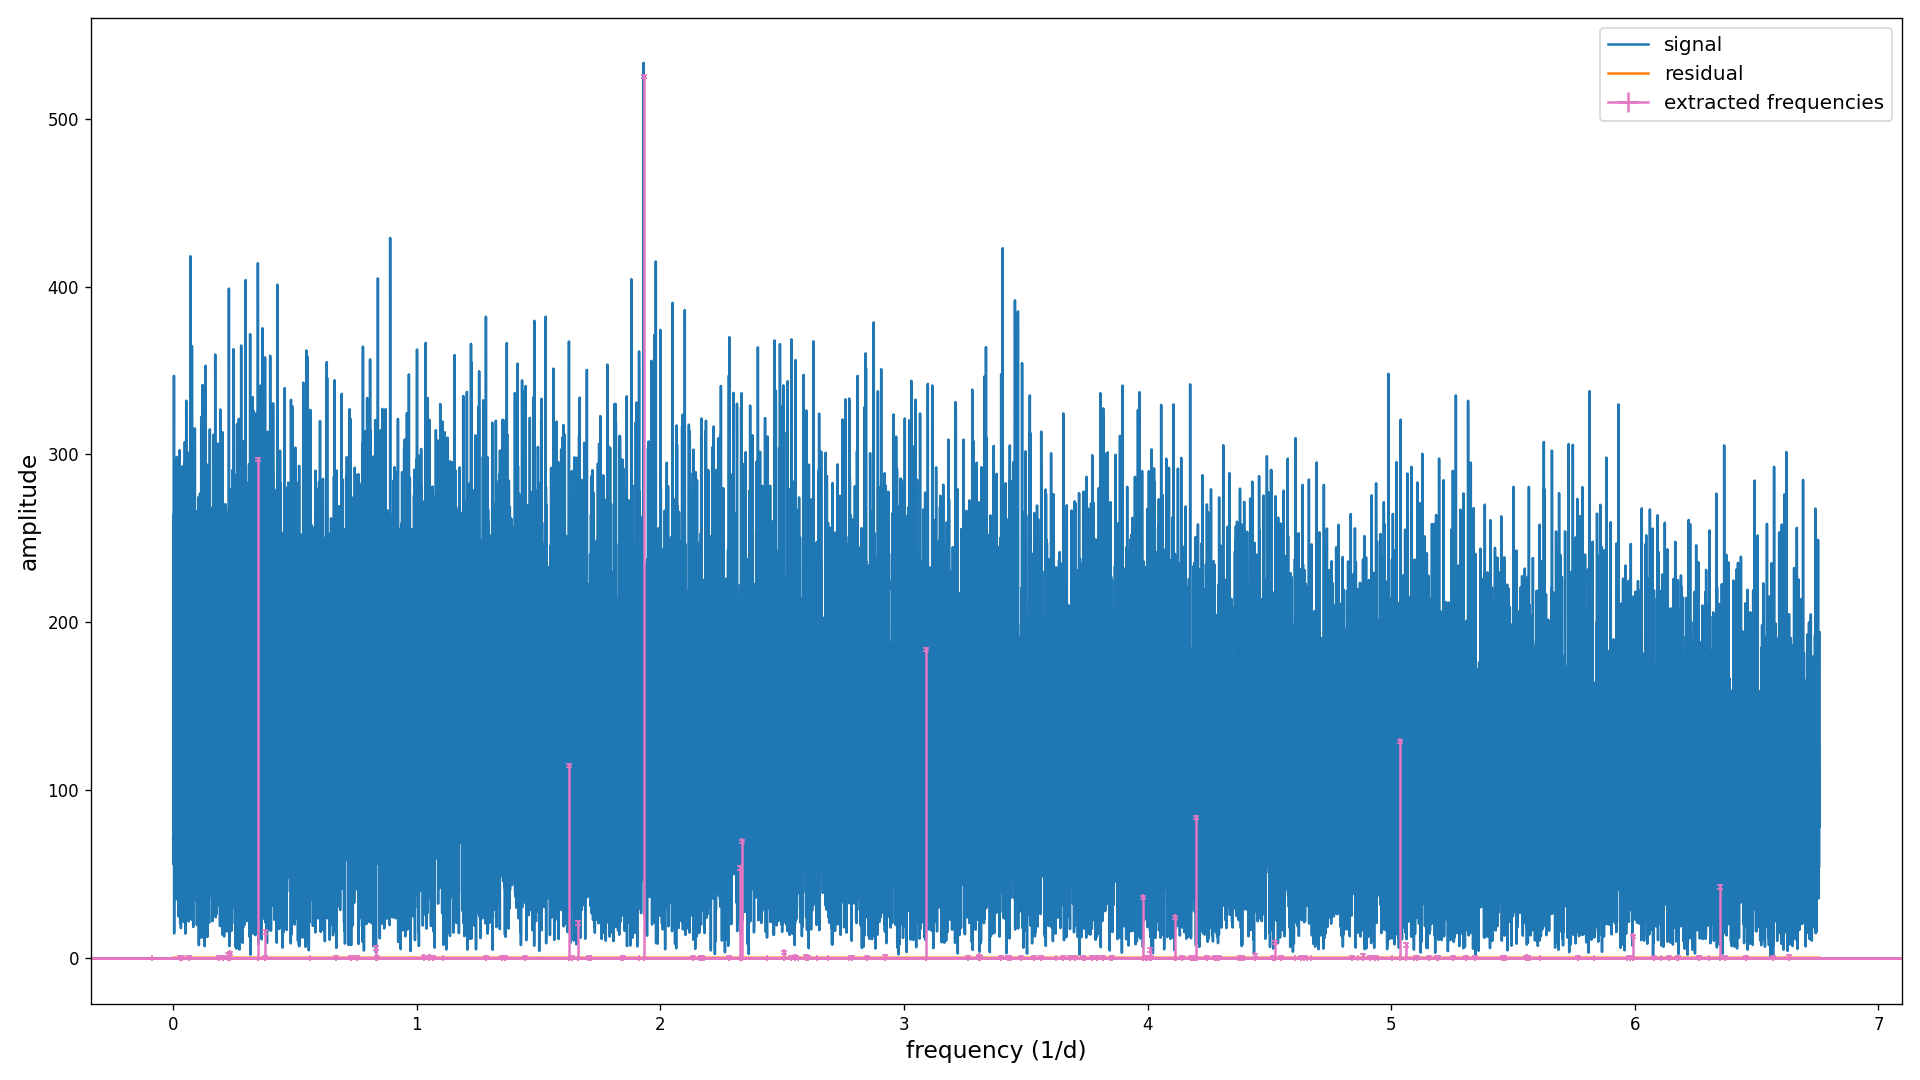 signal
residual
extracted frequencies
500
400
300
200
100
0
amplitude
0 1 2 3 4 5 6 7
frequency (1/d)